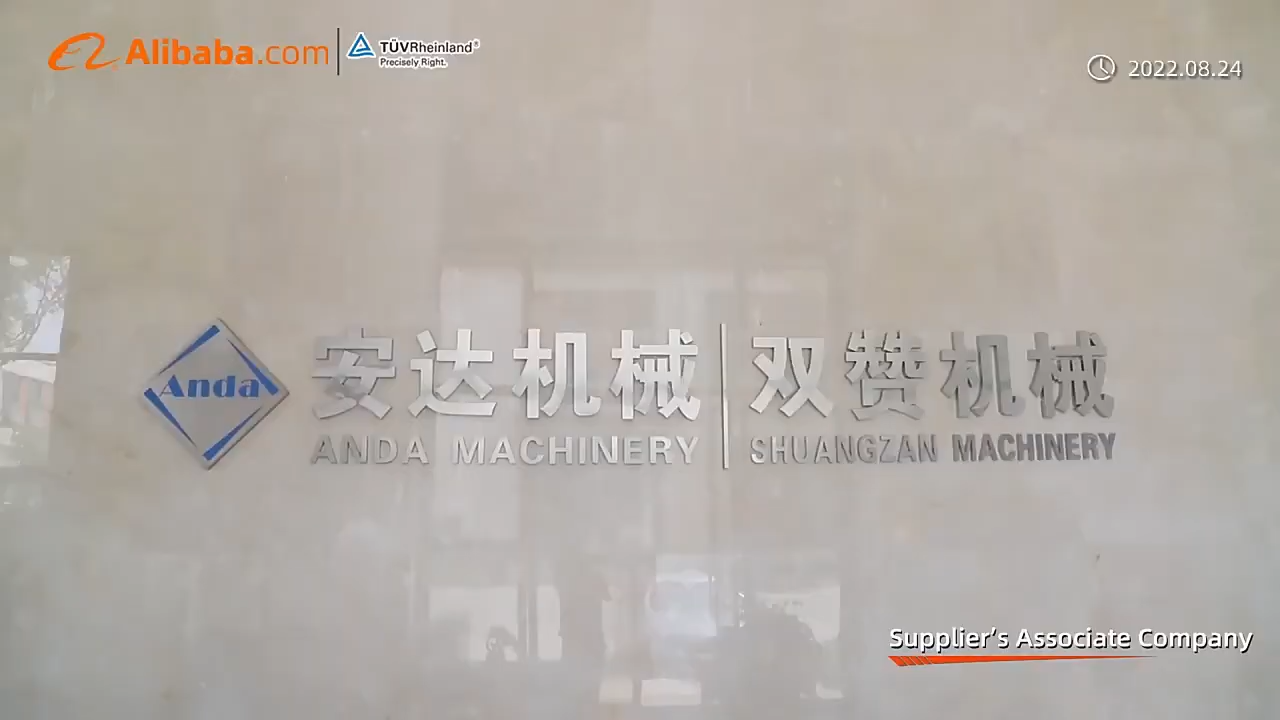 Alibaba.com
TÜVRheinland®
Precisely Right.
2022.08.24
Anda
安达机械 双赞机械
ANDA MACHINERY SHUANGZAN MACHINERY
Supplier's Associate Company